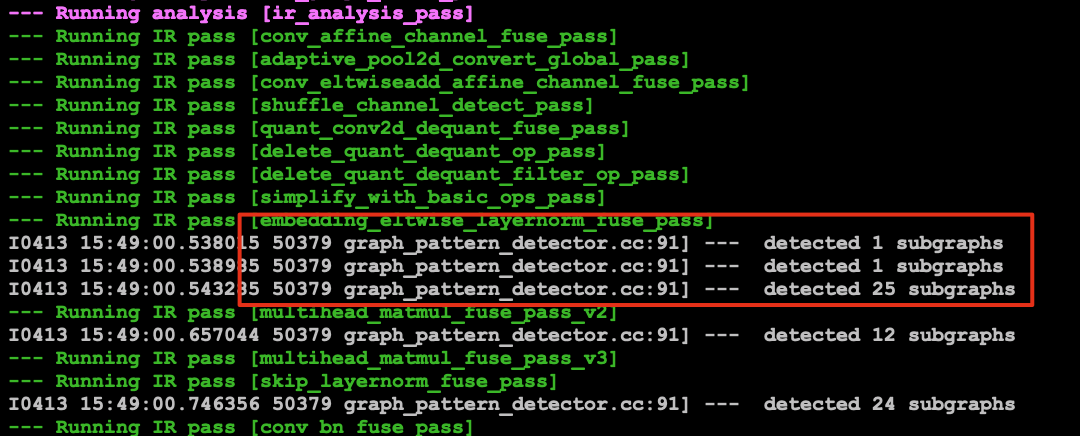 --- Running analysis [ir_analysis_pass]
--- Running IR pass [conv_affine_channel_fuse_pass]
--- Running IR pass [adaptive_pool2d_convert_global_pass]
--- Running IR pass [conv_eltwiseadd_affine_channel_fuse_pass]
--- Running IR pass [shuffle_channel_detect_pass]
--- Running IR pass [quant_conv2d_dequant_fuse_pass]
--- Running IR pass [delete_quant_dequant_op_pass]
--- Running IR pass [delete_quant_dequant_filter_op_pass]
--- Running IR pass [simplify_with_basic_ops_pass]
--- Running IR pass [embedding_eltwise_layernorm_fuse_pass]
I0413 15:49:00.538015 50379 graph_pattern_detector.cc:91] ---  detected 1 subgraphs
I0413 15:49:00.538985 50379 graph_pattern_detector.cc:91] ---  detected 1 subgraphs
I0413 15:49:00.543285 50379 graph_pattern_detector.cc:91] ---  detected 25 subgraphs
--- Running IR pass [multihead_matmul_fuse_pass_v2]
I0413 15:49:00.657044 50379 graph_pattern_detector.cc:91] ---  detected 12 subgraphs
--- Running IR pass [multihead_matmul_fuse_pass_v3]
--- Running IR pass [skip_layernorm_fuse_pass]
I0413 15:49:00.746356 50379 graph_pattern_detector.cc:91] ---  detected 24 subgraphs
--- Running IR pass [conv_bn_fuse_pass]